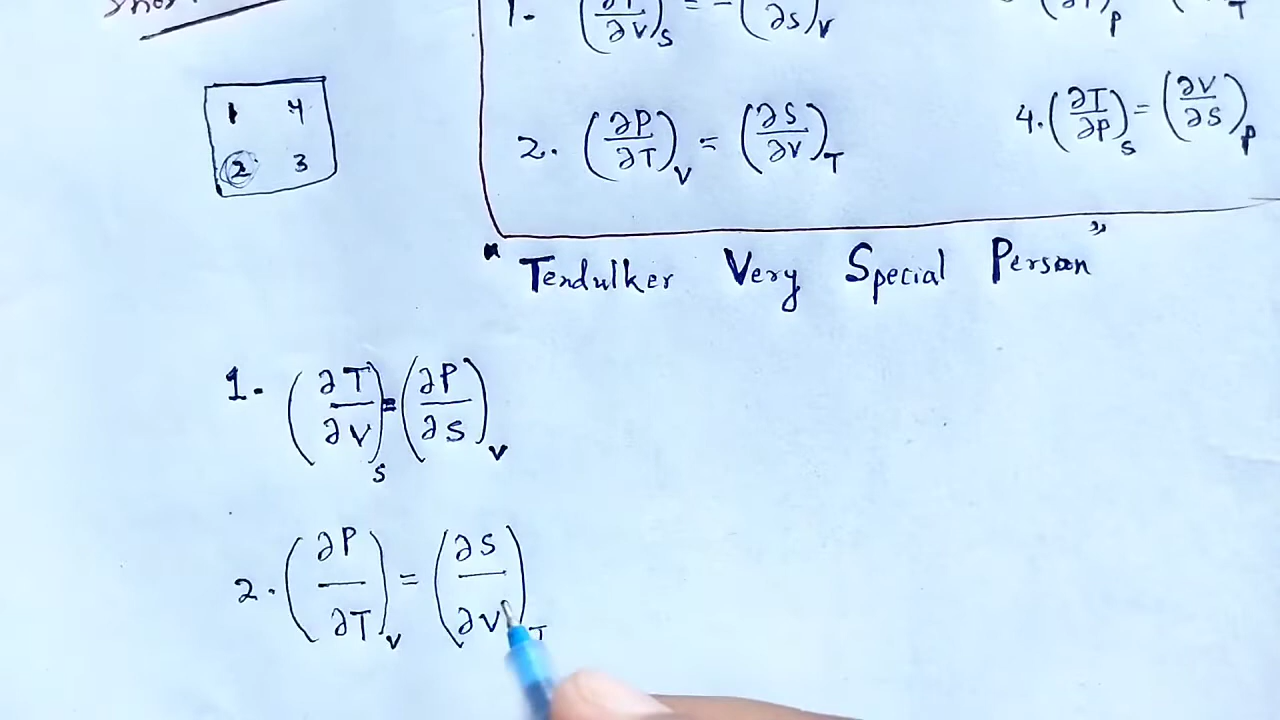 1. (∂T/∂V)_S = -(∂P/∂S)_V
1 4
2 3
2. (∂P/∂T)_V = (∂S/∂V)_T
4. (∂T/∂P)_S = (∂V/∂S)_P
"Tendulker Very Special Person"
1. (∂T/∂V)_S = (∂P/∂S)_V
2. (∂P/∂T)_V = (∂S/∂V)_T